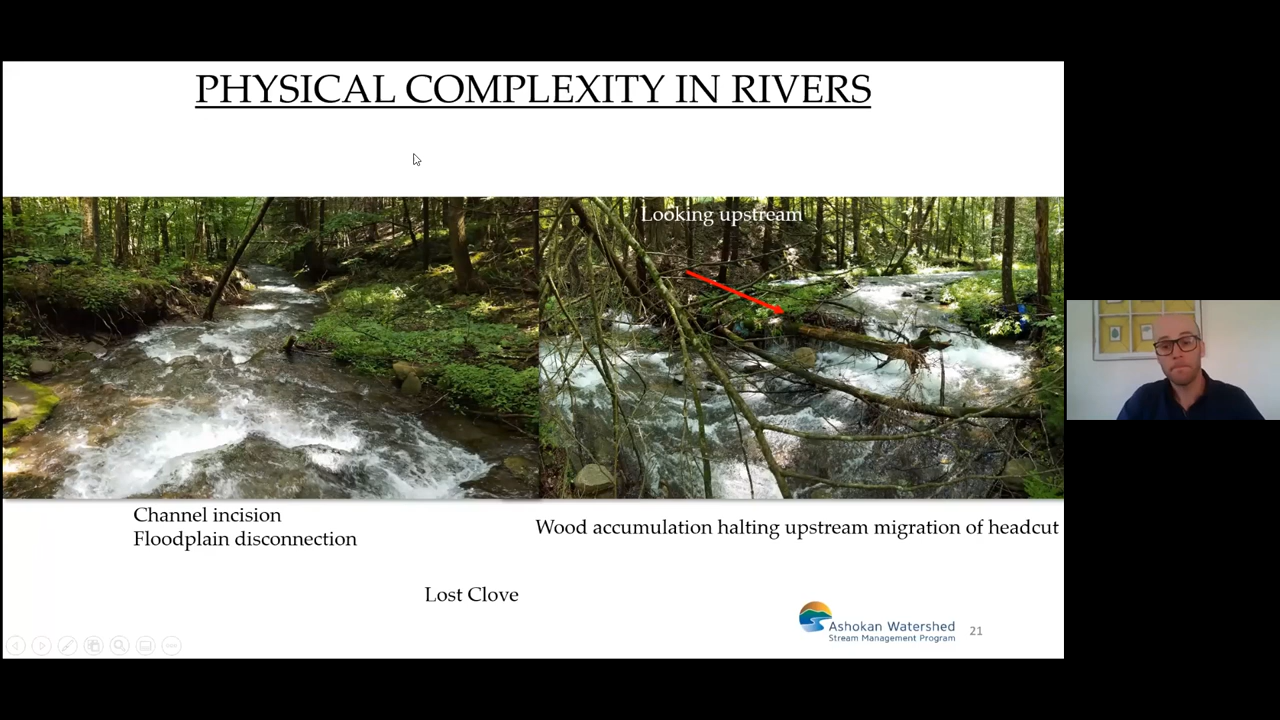 PHYSICAL COMPLEXITY IN RIVERS
Looking upstream
Channel incision
Floodplain disconnection
Wood accumulation halting upstream migration of headcut
Lost Clove
Ashokan Watershed
Stream Management Program
21